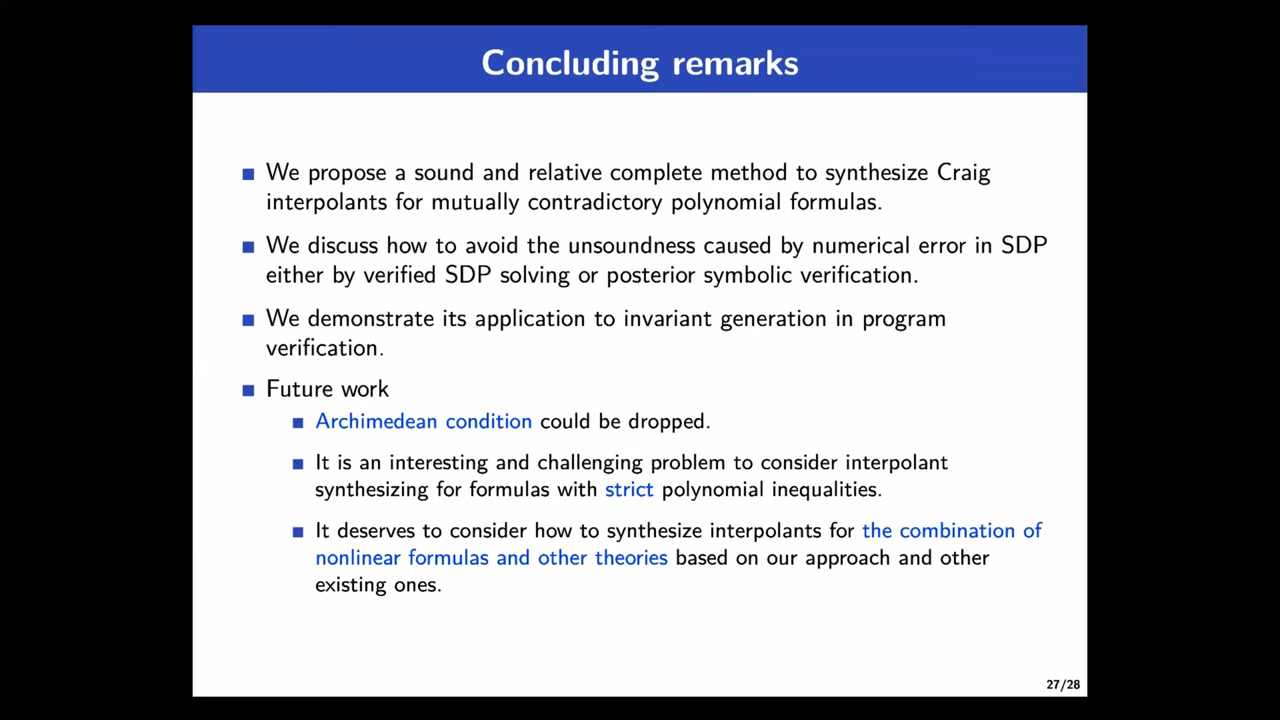 Concluding remarks
We propose a sound and relative complete method to synthesize Craig
interpolants for mutually contradictory polynomial formulas.
We discuss how to avoid the unsoundness caused by numerical error in SDP
either by verified SDP solving or posterior symbolic verification.
We demonstrate its application to invariant generation in program
verification.
Future work
Archimedean condition could be dropped.
It is an interesting and challenging problem to consider interpolant
synthesizing for formulas with strict polynomial inequalities.
It deserves to consider how to synthesize interpolants for the combination of
nonlinear formulas and other theories based on our approach and other
existing ones.
27/28